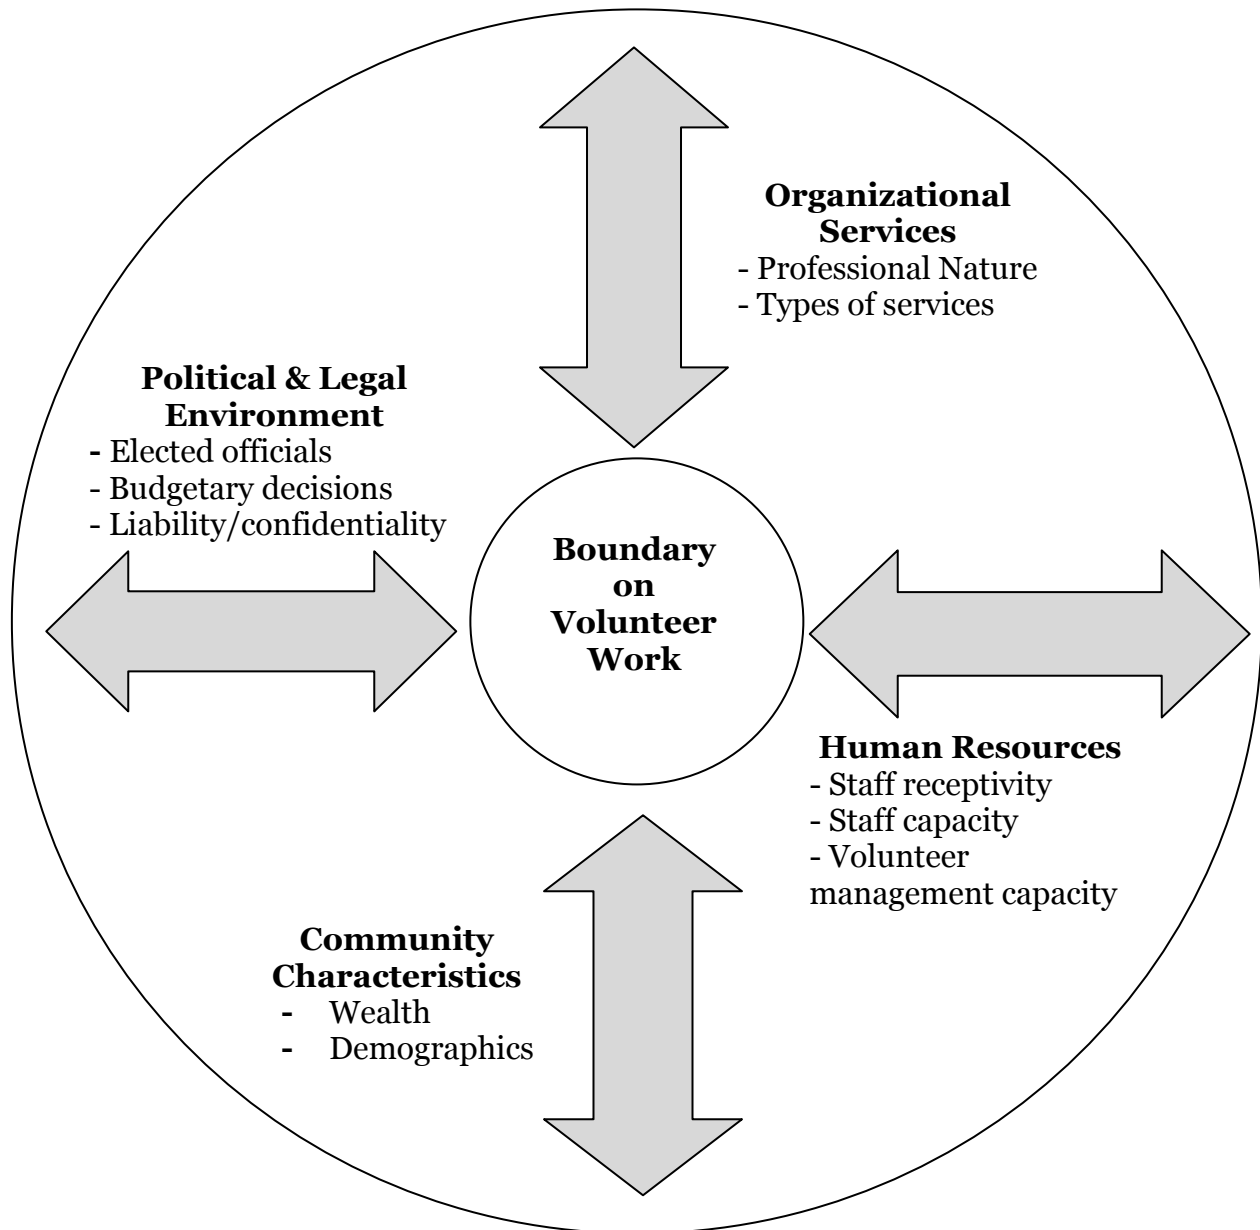 Organizational
Services
- Professional Nature
- Types of services
Political & Legal
Environment
- Elected officials
- Budgetary decisions
- Liability/confidentiality
Boundary
on
Volunteer
Work
Human Resources
- Staff receptivity
- Staff capacity
- Volunteer
management capacity
Community
Characteristics
- Wealth
- Demographics